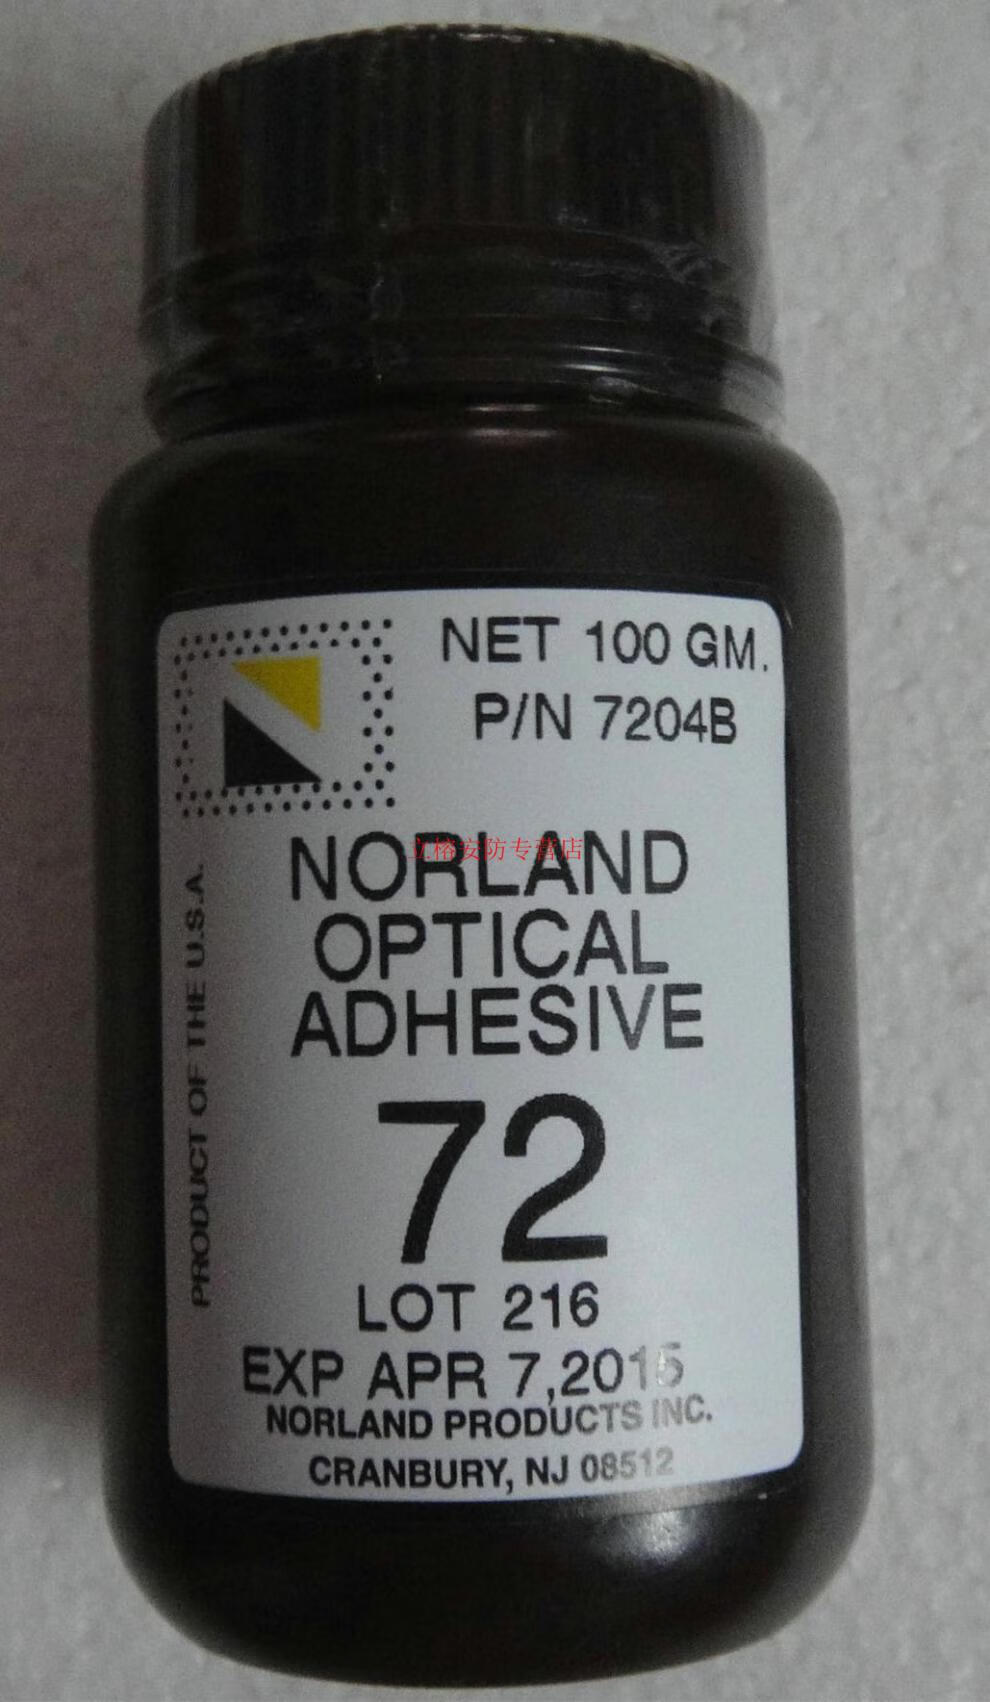 NET 100 GM.
P/N 7204B
NORLAND
立榕安防专营店
OPTICAL
ADHESIVE
72
PRODUCT OF THE U.S.A.
LOT 216
EXP APR 7,2015
NORLAND PRODUCTS INC.
CRANBURY, NJ 08512